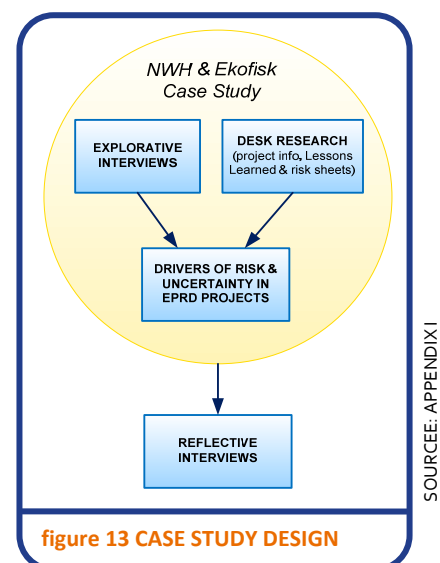 NWH & Ekofisk
Case Study
EXPLORATIVE
INTERVIEWS
DESK RESEARCH
(project info, Lessons
Learned & risk sheets)
DRIVERS OF RISK &
UNCERTAINTY IN
EPRD PROJECTS
REFLECTIVE
INTERVIEWS
figure 13 CASE STUDY DESIGN
SOURCEE: APPENDIX I